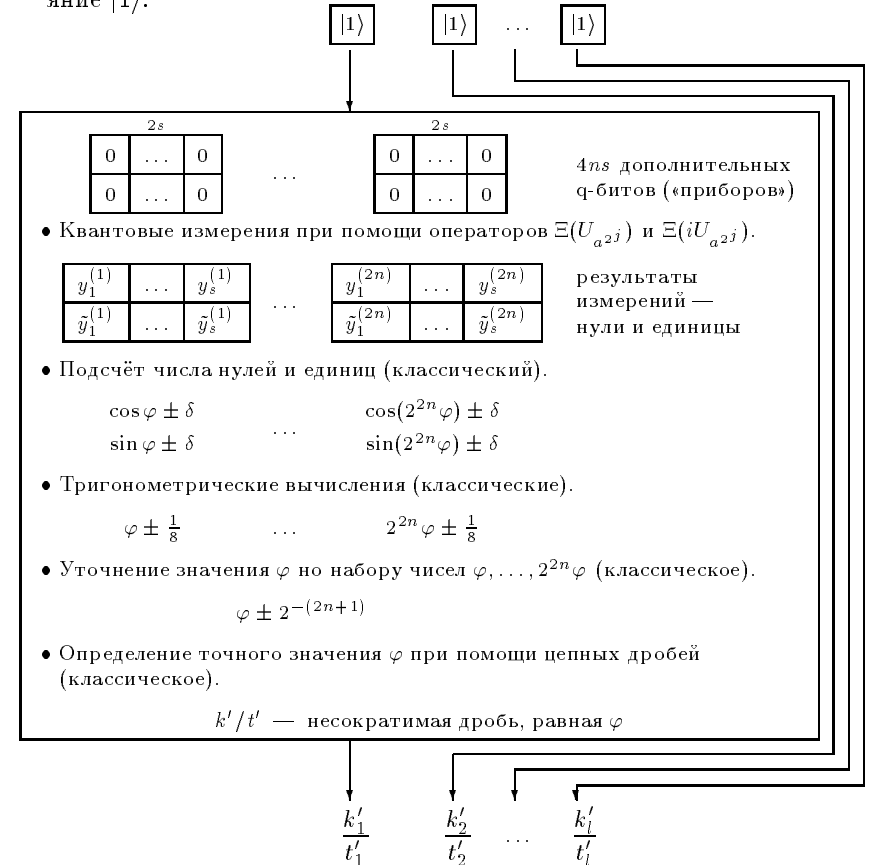 яние |1⟩.
|1⟩ |1⟩ … |1⟩
2s 2s
0 … 0 … 0 … 0
0 … 0 0 … 0
4ns дополнительных
q-битов («приборов»)
• Квантовые измерения при помощи операторов Ξ(U_{a^{2^j}}) и Ξ(iU_{a^{2^j}}).
y_1^{(1)} … y_s^{(1)} … y_1^{(2n)} … y_s^{(2n)}
ỹ_1^{(1)} … ỹ_s^{(1)} ỹ_1^{(2n)} … ỹ_s^{(2n)}
результаты
измерений —
нули и единицы
• Подсчёт числа нулей и единиц (классический).
cos φ ± δ … cos(2^{2n}φ) ± δ
sin φ ± δ sin(2^{2n}φ) ± δ
• Тригонометрические вычисления (классические).
φ ± 1/8 … 2^{2n}φ ± 1/8
• Уточнение значения φ но набору чисел φ, …, 2^{2n}φ (классическое).
φ ± 2^{−(2n+1)}
• Определение точного значения φ при помощи цепных дробей
(классическое).
k′/t′ — несократимая дробь, равная φ
k′_1/t′_1 k′_2/t′_2 … k′_l/t′_l